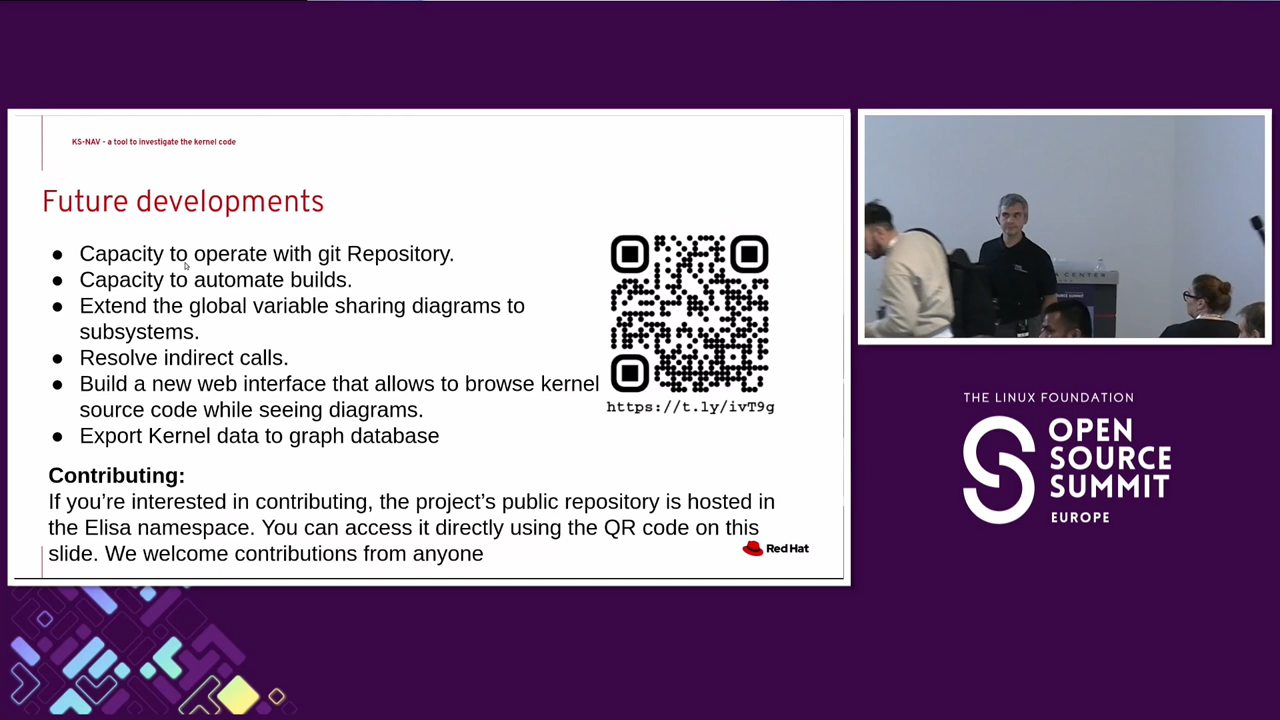 KS-NAV - a tool to investigate the kernel code
Future developments
● Capacity to operate with git Repository.
● Capacity to automate builds.
● Extend the global variable sharing diagrams to
subsystems.
● Resolve indirect calls.
● Build a new web interface that allows to browse kernel
source code while seeing diagrams.
● Export Kernel data to graph database
https://t.ly/ivT9g
Contributing:
If you’re interested in contributing, the project’s public repository is hosted in
the Elisa namespace. You can access it directly using the QR code on this
slide. We welcome contributions from anyone
Red Hat
CENTER
THE LINUX FOUNDATION
OPEN
SOURCE
SUMMIT
EUROPE